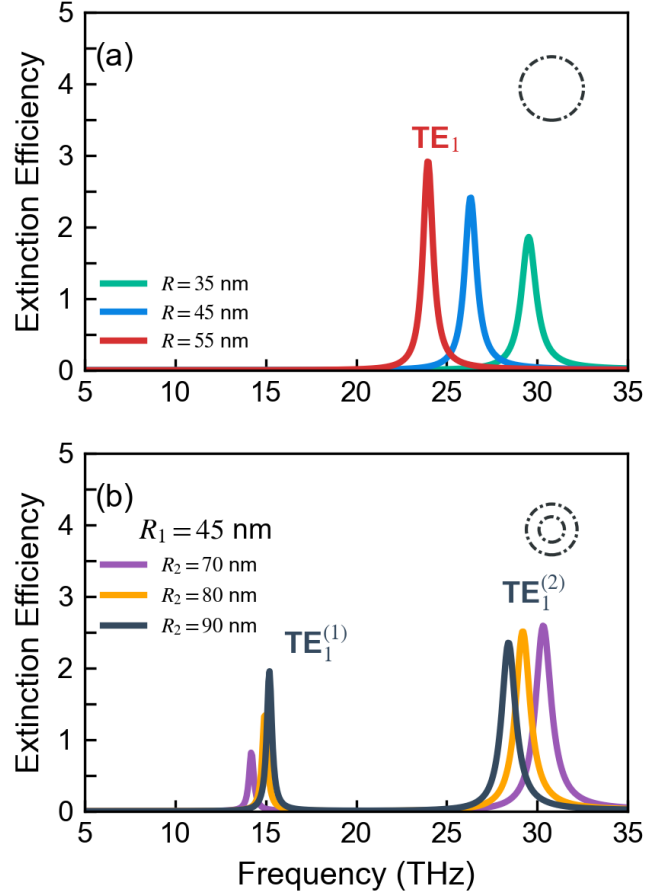 (a)
Extinction Efficiency
5
4
3
2
1
0
TE₁
R = 35 nm
R = 45 nm
R = 55 nm
5 10 15 20 25 30 35
(b)
Extinction Efficiency
5
4
3
2
1
0
R₁ = 45 nm
R₂ = 70 nm
R₂ = 80 nm
R₂ = 90 nm
TE₁⁽¹⁾
TE₁⁽²⁾
5 10 15 20 25 30 35
Frequency (THz)